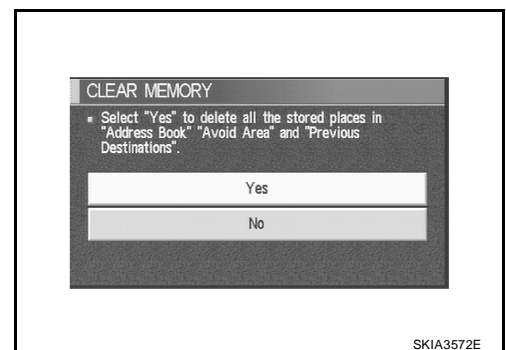 CLEAR MEMORY
▪ Select "Yes" to delete all the stored places in
"Address Book" "Avoid Area" and "Previous
Destinations".
Yes
No
SKIA3572E